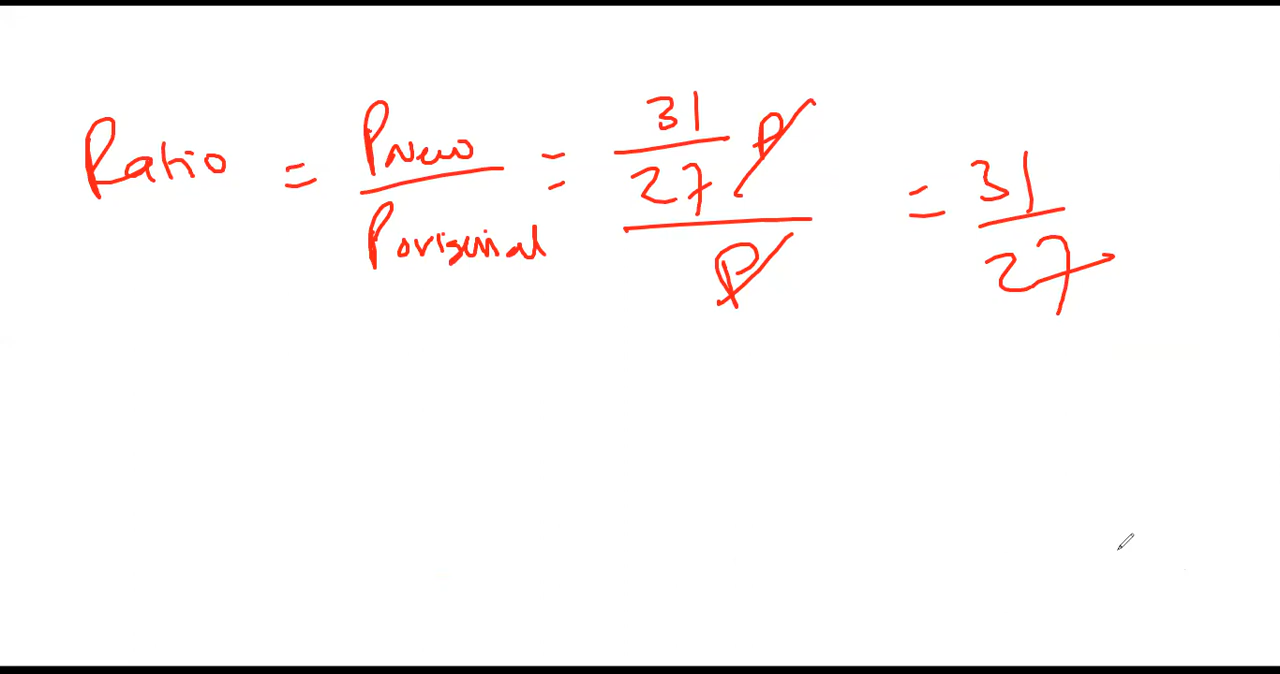 Ratio = PNew / Poriginal = 31/27 P / P = 31/27